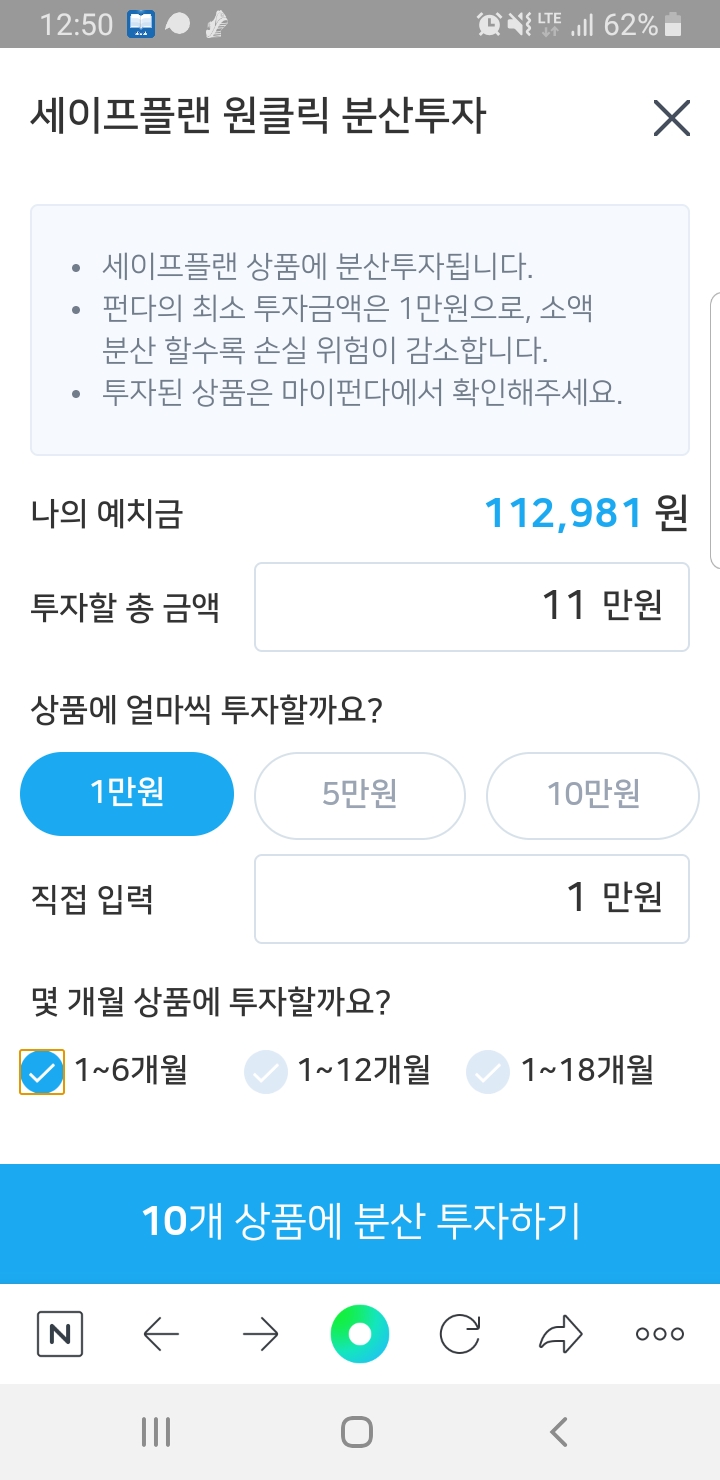 12:50 LTE 62%
세이프플랜 원클릭 분산투자
• 세이프플랜 상품에 분산투자됩니다.
• 펀다의 최소 투자금액은 1만원으로, 소액
분산 할수록 손실 위험이 감소합니다.
• 투자된 상품은 마이펀다에서 확인해주세요.
나의 예치금 112,981 원
투자할 총 금액 11 만원
상품에 얼마씩 투자할까요?
1만원 5만원 10만원
직접 입력 1 만원
몇 개월 상품에 투자할까요?
1~6개월 1~12개월 1~18개월
10개 상품에 분산 투자하기
N